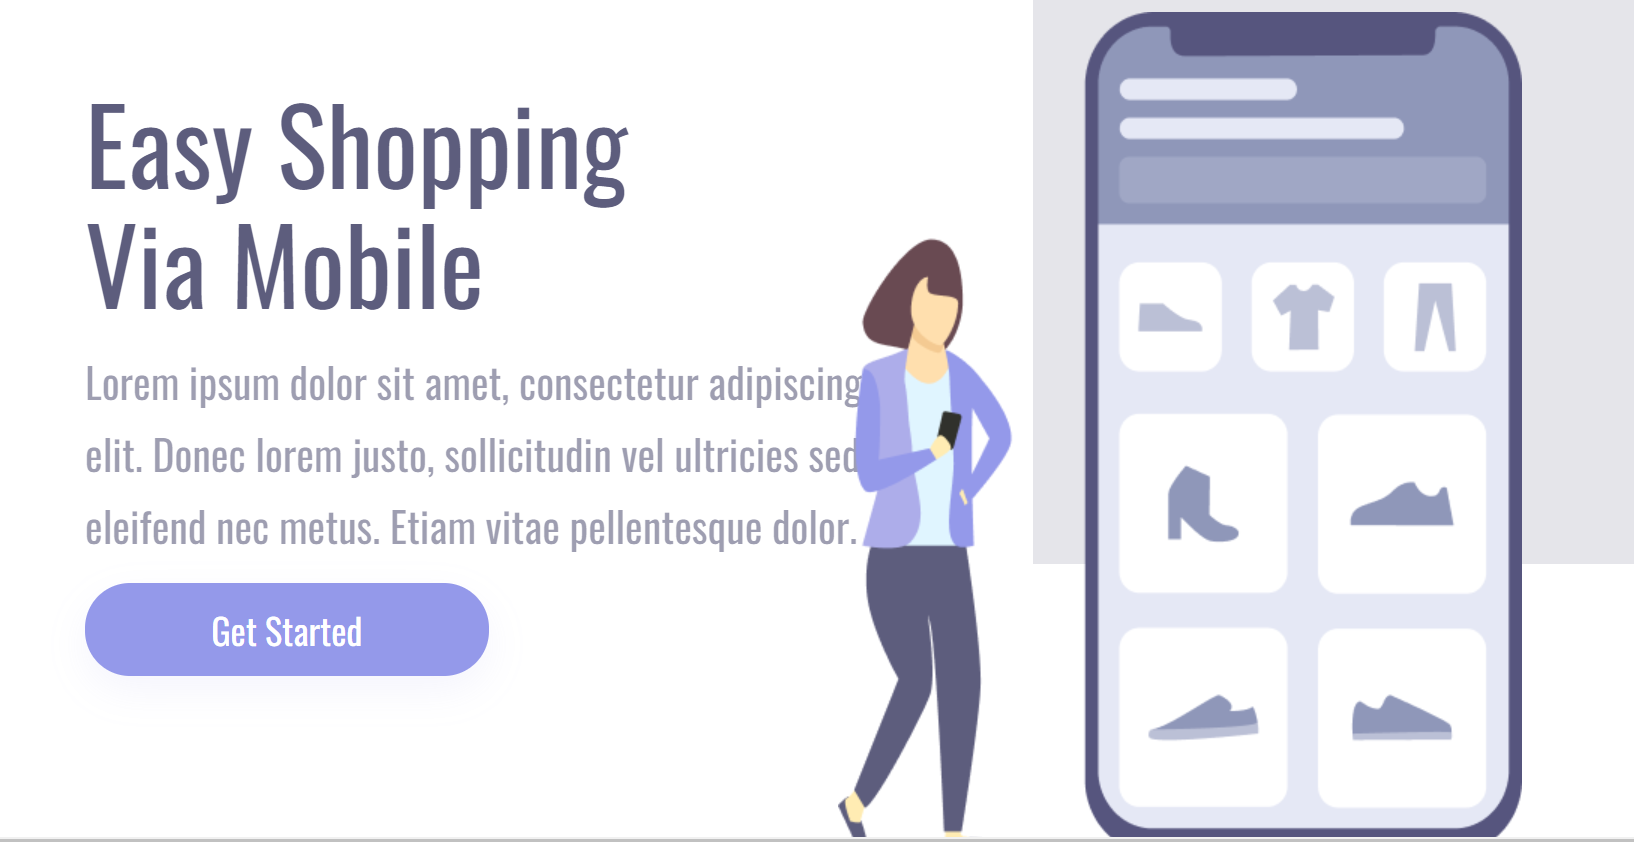 Easy Shopping
Via Mobile
Lorem ipsum dolor sit amet, consectetur adipiscing
elit. Donec lorem justo, sollicitudin vel ultricies sed
eleifend nec metus. Etiam vitae pellentesque dolor.
Get Started